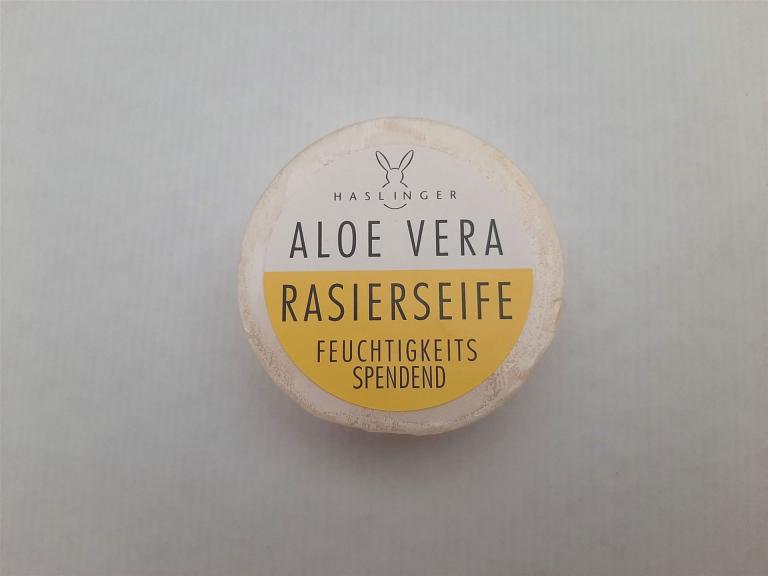 HASLINGER
ALOE VERA
RASIERSEIFE
FEUCHTIGKEITS
SPENDEND